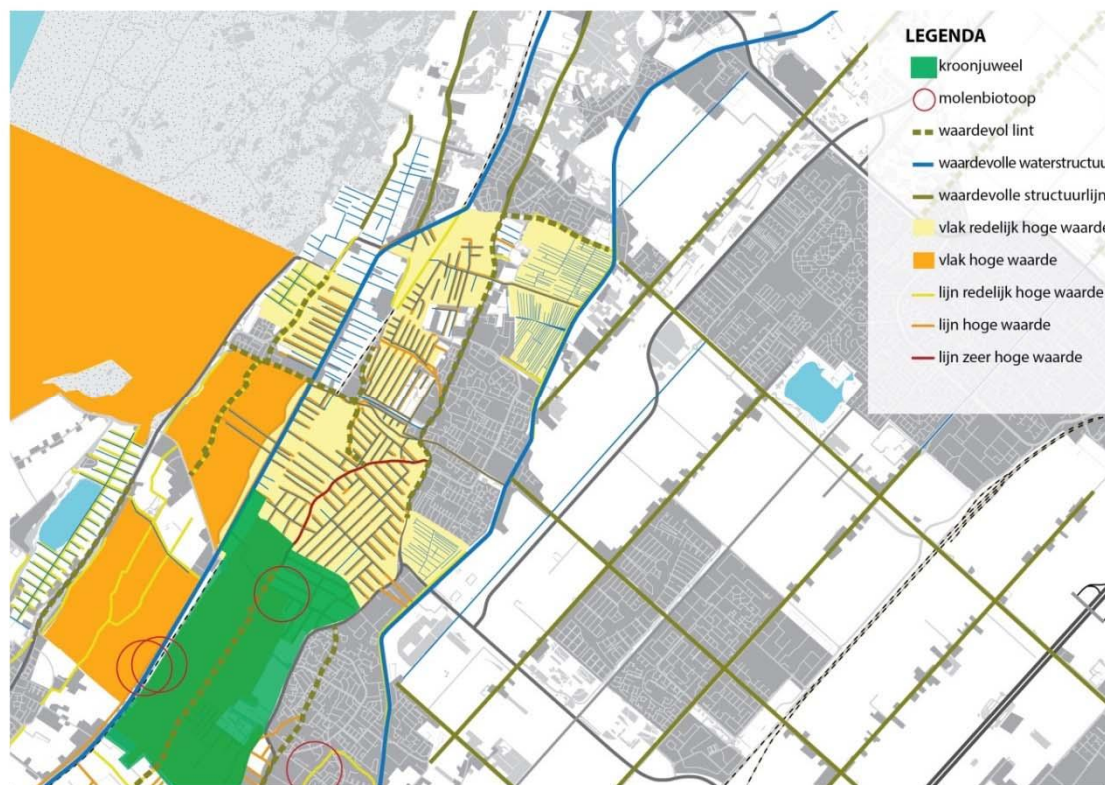 LEGENDA
kroonjuweel
molenbiotoop
waardevol lint
waardevolle waterstructuu
waardevolle structuurlijn
vlak redelijk hoge waarde
vlak hoge waarde
lijn redelijk hoge waarde
lijn hoge waarde
lijn zeer hoge waarde